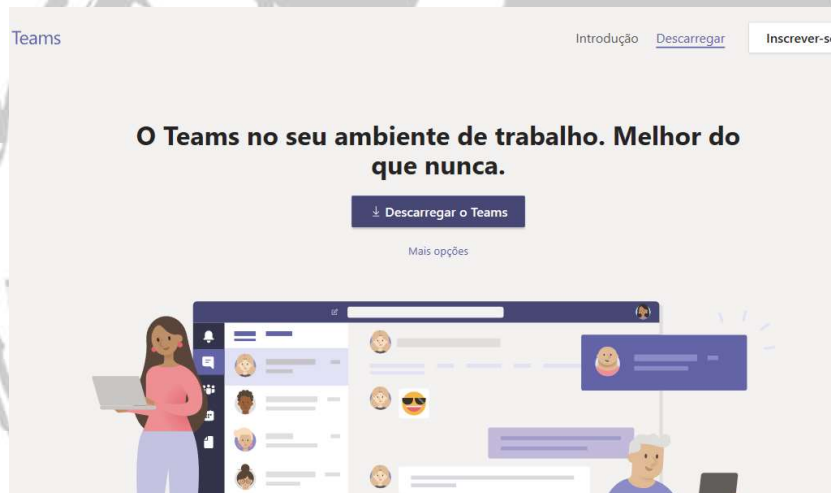 Teams
Introdução Descarregar Inscrever-se
O Teams no seu ambiente de trabalho. Melhor do
que nunca.
Descarregar o Teams
Mais opções